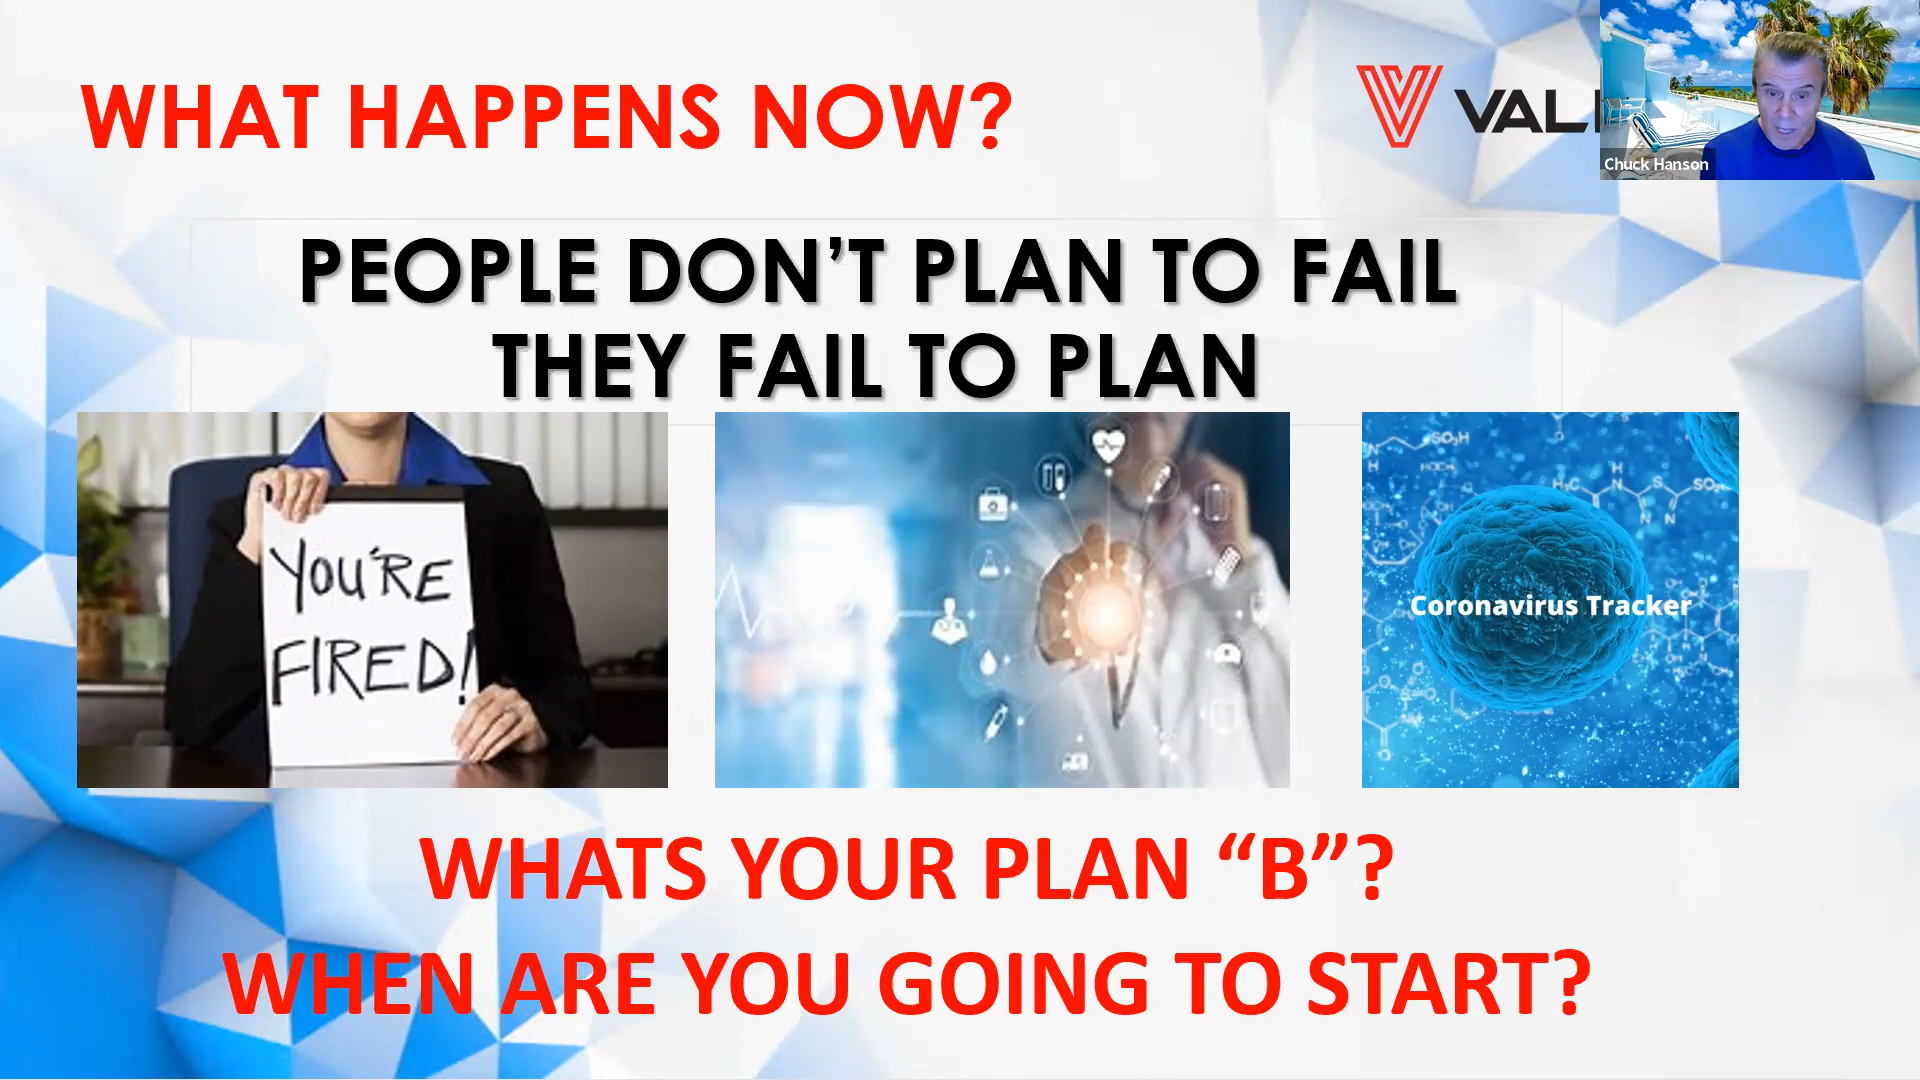 WHAT HAPPENS NOW?
VAL
Chuck Hanson
PEOPLE DON’T PLAN TO FAIL
THEY FAIL TO PLAN
YOU'RE
FIRED!
Coronavirus Tracker
WHATS YOUR PLAN “B”?
WHEN ARE YOU GOING TO START?